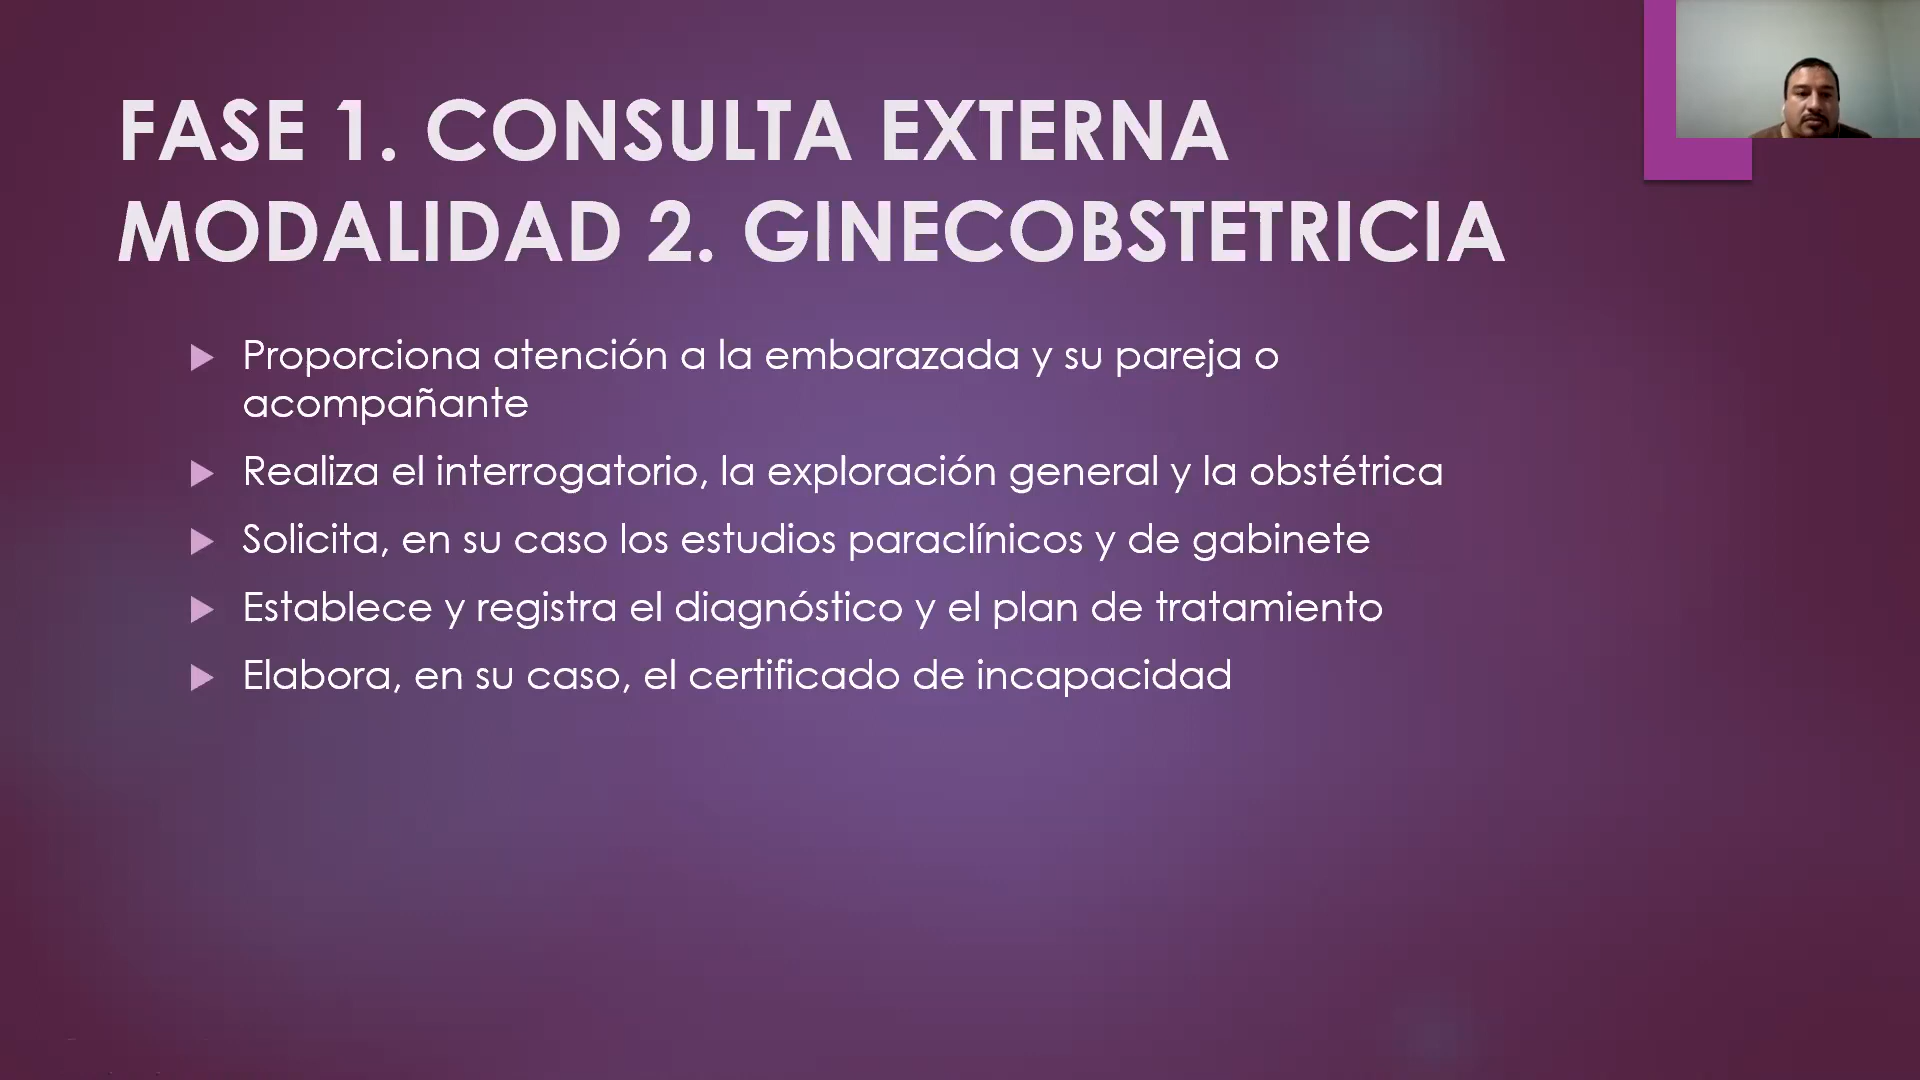 FASE 1. CONSULTA EXTERNA
MODALIDAD 2. GINECOBSTETRICIA
Proporciona atención a la embarazada y su pareja o
acompañante
Realiza el interrogatorio, la exploración general y la obstétrica
Solicita, en su caso los estudios paraclínicos y de gabinete
Establece y registra el diagnóstico y el plan de tratamiento
Elabora, en su caso, el certificado de incapacidad